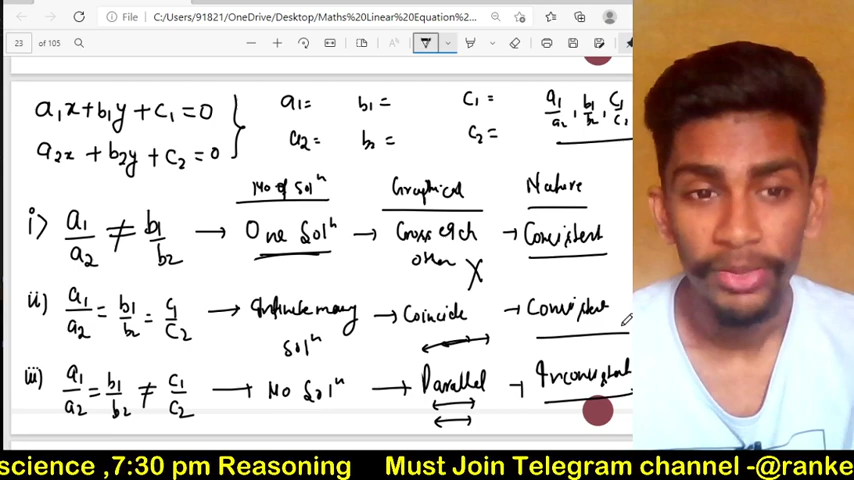 File | C:/Users/91821/OneDrive/Desktop/Maths%20Linear%20Equation%2...
23 of 105
a₁x+b₁y+c₁=0 a₁= b₁= c₁= a₁/a₂, b₁/b₂, c₁/c₂
a₂x+b₂y+c₂=0 a₂= b₂= c₂=
No of Solⁿ Graphical Nature
i> a₁/a₂ ≠ b₁/b₂ → One Solⁿ → Cross each other → Consistent
ii) a₁/a₂ = b₁/b₂ = c₁/c₂ → Infinite many Solⁿ → Coincide → Consistent
iii) a₁/a₂ = b₁/b₂ ≠ c₁/c₂ → No Solⁿ → Parallel → Inconsistent
science ,7:30 pm Reasoning Must Join Telegram channel -@ranke